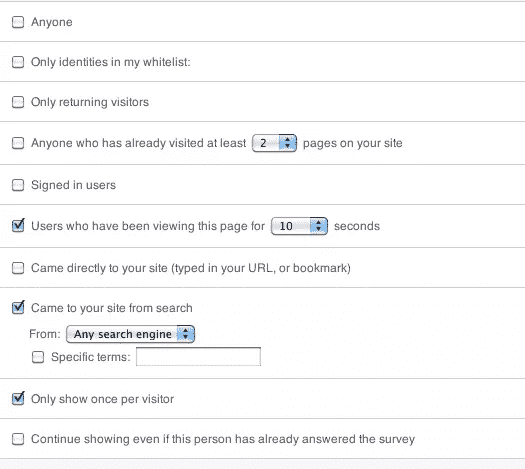 Anyone
Only identities in my whitelist:
Only returning visitors
Anyone who has already visited at least 2 pages on your site
Signed in users
Users who have been viewing this page for 10 seconds
Came directly to your site (typed in your URL, or bookmark)
Came to your site from search
From: Any search engine
Specific terms:
Only show once per visitor
Continue showing even if this person has already answered the survey